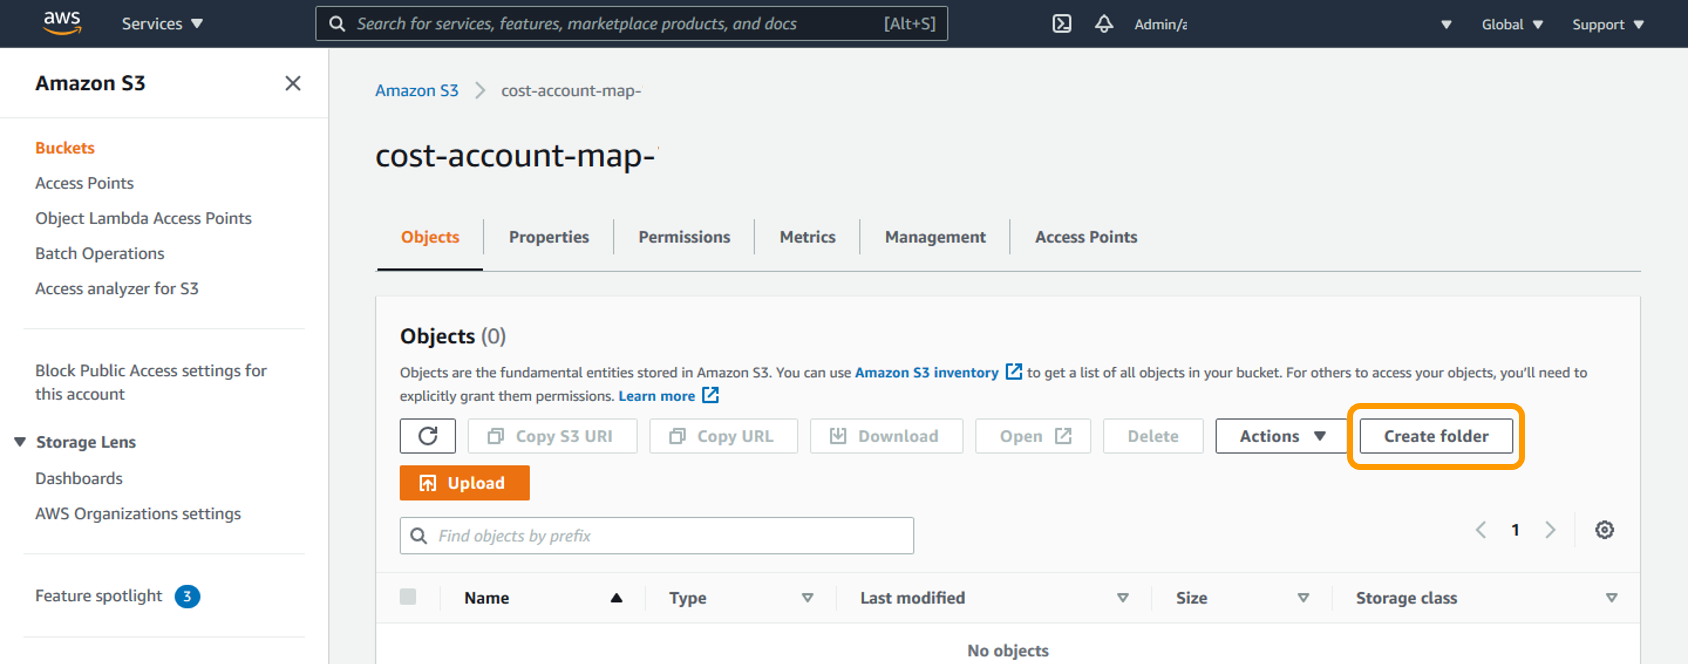 aws Services Search for services, features, marketplace products, and docs [Alt+S] Admin/a Global Support
Amazon S3
Buckets
Access Points
Object Lambda Access Points
Batch Operations
Access analyzer for S3
Block Public Access settings for
this account
Storage Lens
Dashboards
AWS Organizations settings
Feature spotlight 3
Amazon S3 cost-account-map-
cost-account-map-
Objects Properties Permissions Metrics Management Access Points
Objects (0)
Objects are the fundamental entities stored in Amazon S3. You can use Amazon S3 inventory to get a list of all objects in your bucket. For others to access your objects, you'll need to
explicitly grant them permissions. Learn more
Copy S3 URI Copy URL Download Open Delete Actions Create folder
Upload
Find objects by prefix 1
Name Type Last modified Size Storage class
No objects